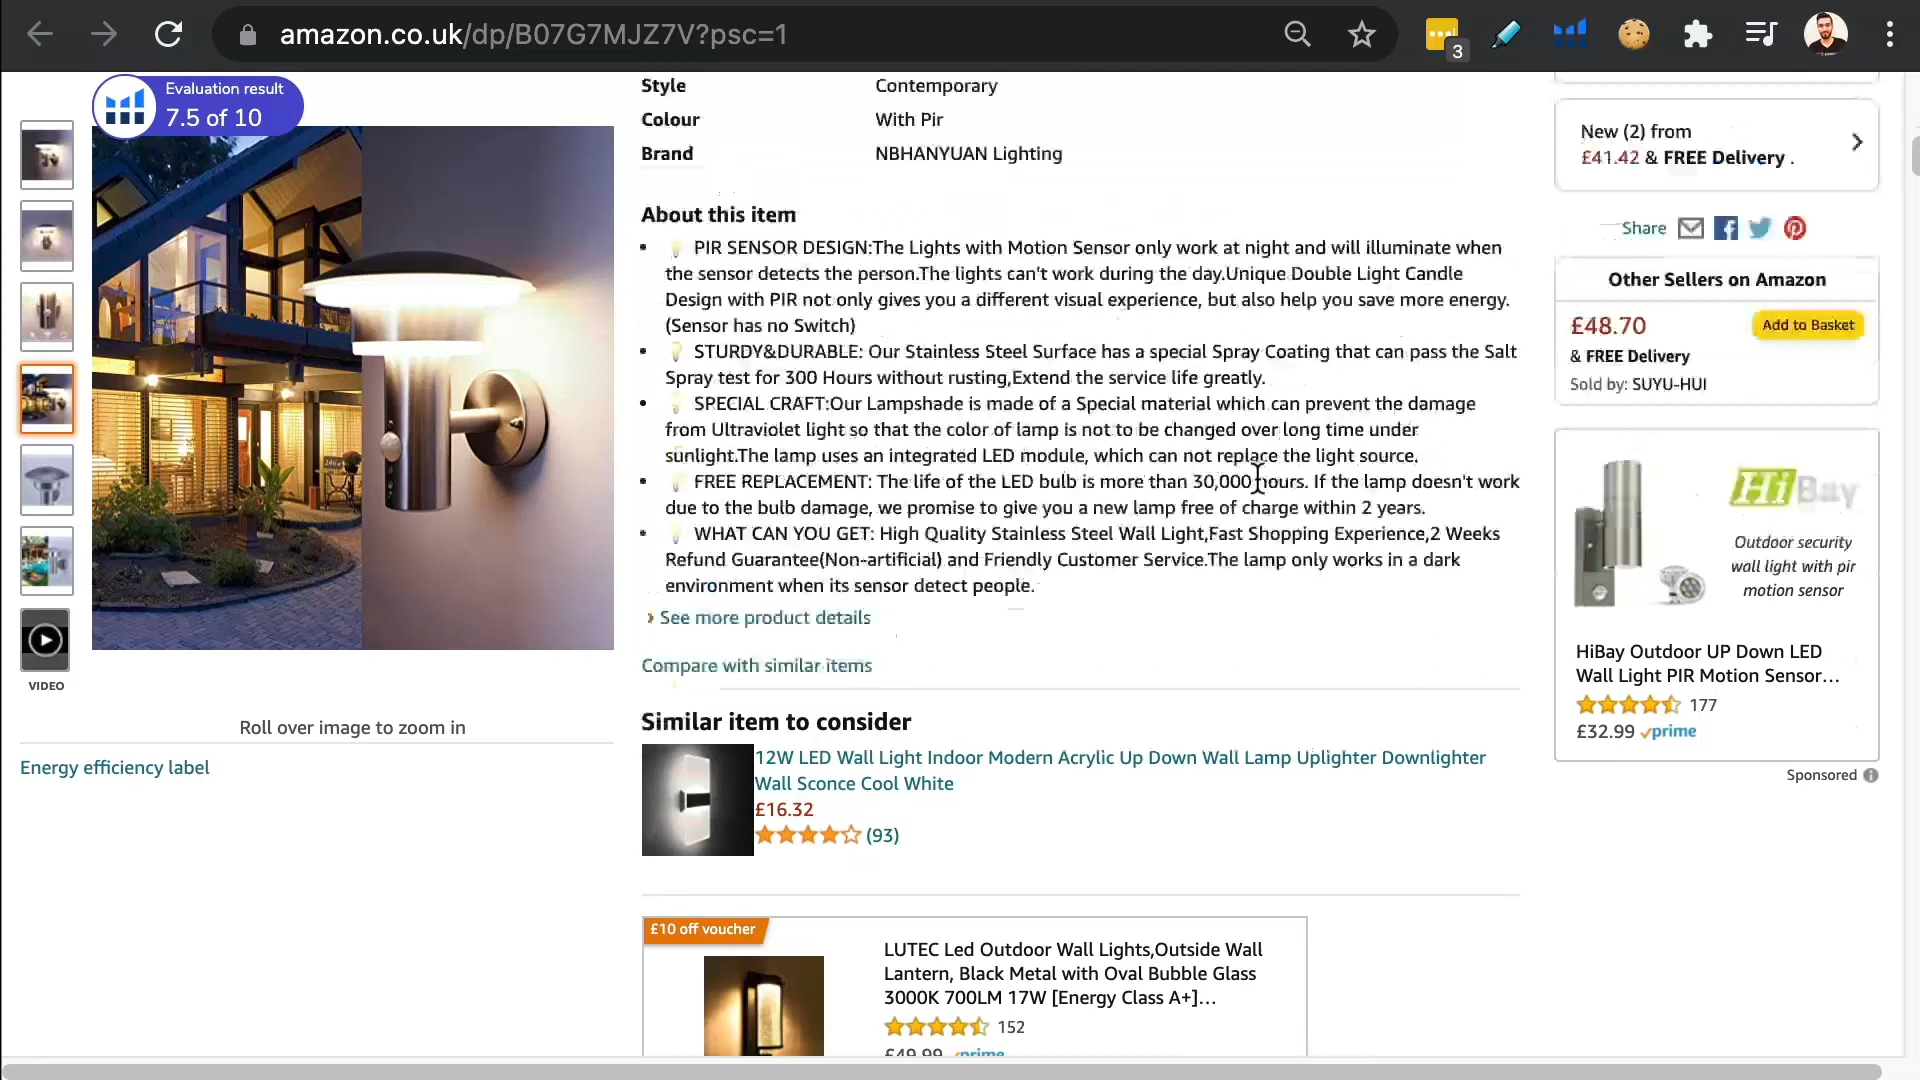 amazon.co.uk/dp/B07G7MJZ7V?psc=1
3
Evaluation result
7.5 of 10
VIDEO
Roll over image to zoom in
Energy efficiency label
Style Contemporary
Colour With Pir
Brand NBHANYUAN Lighting
About this item
PIR SENSOR DESIGN:The Lights with Motion Sensor only work at night and will illuminate when
the sensor detects the person.The lights can't work during the day.Unique Double Light Candle
Design with PIR not only gives you a different visual experience, but also help you save more energy.
(Sensor has no Switch)
STURDY&DURABLE: Our Stainless Steel Surface has a special Spray Coating that can pass the Salt
Spray test for 300 Hours without rusting,Extend the service life greatly.
SPECIAL CRAFT:Our Lampshade is made of a Special material which can prevent the damage
from Ultraviolet light so that the color of lamp is not to be changed over long time under
sunlight.The lamp uses an integrated LED module, which can not replace the light source.
FREE REPLACEMENT: The life of the LED bulb is more than 30,000 hours. If the lamp doesn't work
due to the bulb damage, we promise to give you a new lamp free of charge within 2 years.
WHAT CAN YOU GET: High Quality Stainless Steel Wall Light,Fast Shopping Experience,2 Weeks
Refund Guarantee(Non-artificial) and Friendly Customer Service.The lamp only works in a dark
environment when its sensor detect people.
› See more product details
Compare with similar items
Similar item to consider
12W LED Wall Light Indoor Modern Acrylic Up Down Wall Lamp Uplighter Downlighter
Wall Sconce Cool White
£16.32
(93)
£10 off voucher
LUTEC Led Outdoor Wall Lights,Outside Wall
Lantern, Black Metal with Oval Bubble Glass
3000K 700LM 17W [Energy Class A+]...
152
£49.99 prime
New (2) from
£41.42 & FREE Delivery .
Share
Other Sellers on Amazon
£48.70
Add to Basket
& FREE Delivery
Sold by: SUYU-HUI
HiBay
Outdoor security
wall light with pir
motion sensor
HiBay Outdoor UP Down LED
Wall Light PIR Motion Sensor...
177
£32.99 prime
Sponsored